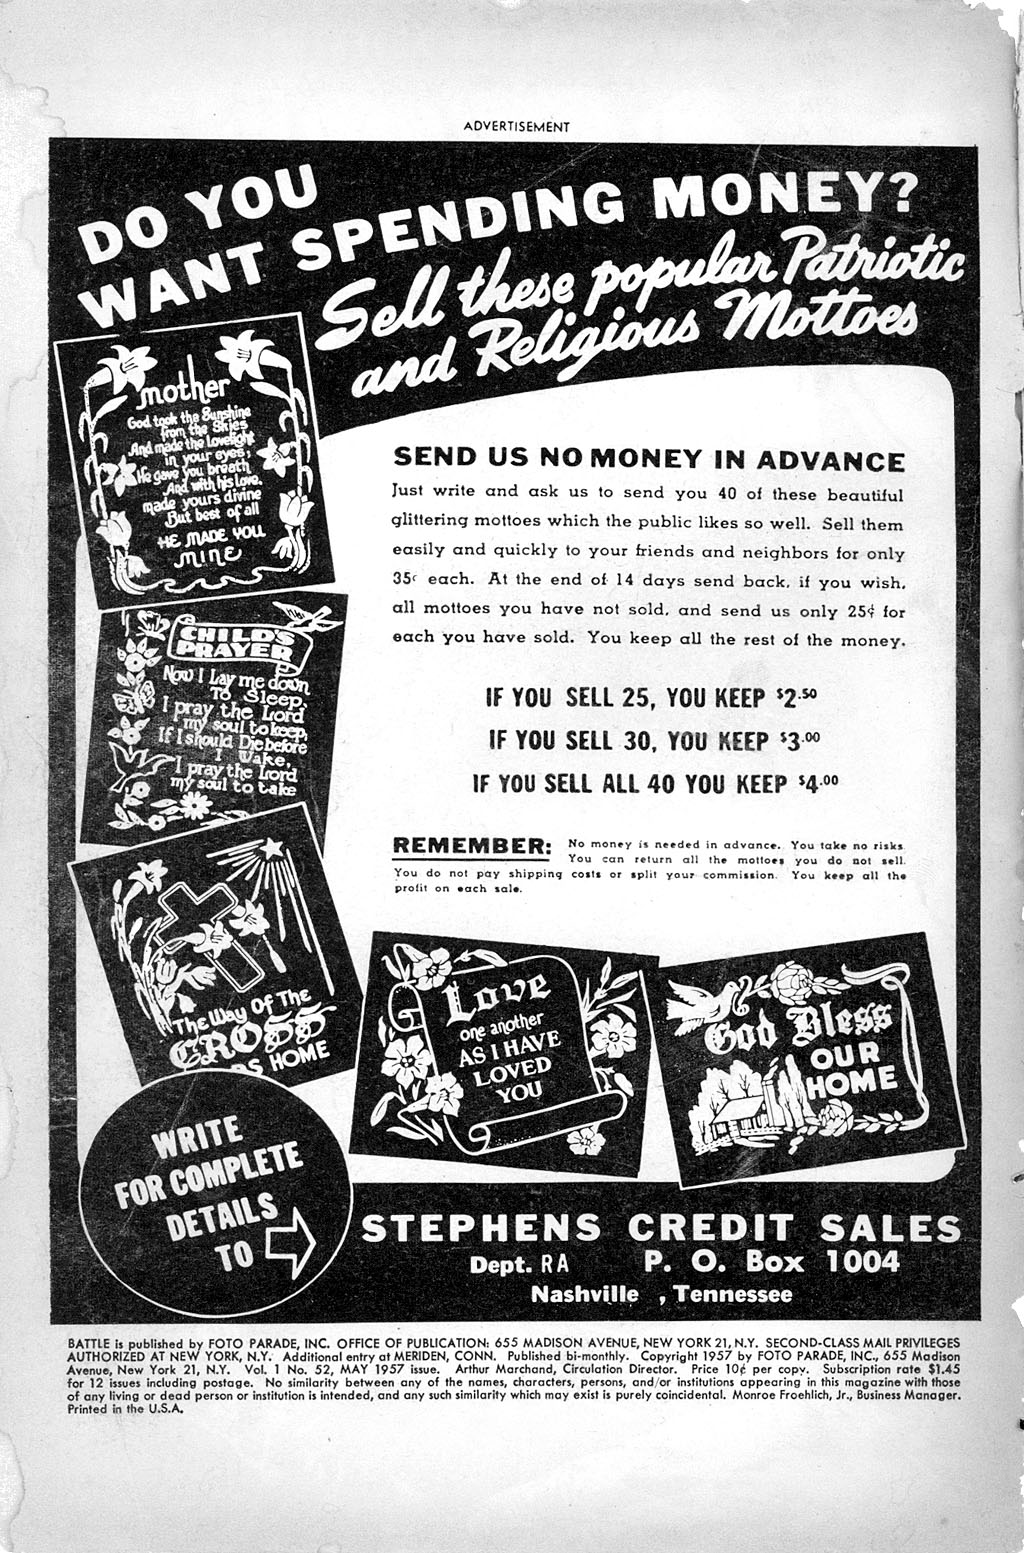 ADVERTISEMENT
DO YOU
WANT SPENDING MONEY?
Sell these popular Patriotic
and Religious Mottoes
mother
God took the Sunshine
from the Skies
And made the Lovelight
in your eyes;
He gave you breath
And with his love,
made yours divine
But best of all
HE MADE YOU
MINE
SEND US NO MONEY IN ADVANCE
Just write and ask us to send you 40 of these beautiful
glittering mottoes which the public likes so well. Sell them
easily and quickly to your friends and neighbors for only
35¢ each. At the end of 14 days send back, if you wish,
all mottoes you have not sold, and send us only 25¢ for
each you have sold. You keep all the rest of the money.
CHILD'S
PRAYER
Now I Lay me down
To Sleep,
I pray the Lord
my soul to keep,
If I should Die before
I Wake,
I pray the Lord
my soul to take
IF YOU SELL 25, YOU KEEP $2.50
IF YOU SELL 30, YOU KEEP $3.00
IF YOU SELL ALL 40 YOU KEEP $4.00
REMEMBER: No money is needed in advance. You take no risks.
You can return all the mottoes you do not sell.
You do not pay shipping costs or split your commission. You keep all the
profit on each sale.
The Way Of The
CROSS
DS HOME
Love
one another
AS I HAVE
LOVED
YOU
God Bless
OUR
HOME
WRITE
FOR COMPLETE
DETAILS
TO
STEPHENS CREDIT SALES
Dept. RA P. O. Box 1004
Nashville , Tennessee
BATTLE is published by FOTO PARADE, INC. OFFICE OF PUBLICATION: 655 MADISON AVENUE, NEW YORK 21, N.Y. SECOND-CLASS MAIL PRIVILEGES
AUTHORIZED AT NEW YORK, N.Y. Additional entry at MERIDEN, CONN. Published bi-monthly. Copyright 1957 by FOTO PARADE, INC., 655 Madison
Avenue, New York 21, N.Y. Vol. 1 No. 52, MAY 1957 issue. Arthur Marchand, Circulation Director. Price 10¢ per copy. Subscription rate $1.45
for 12 issues including postage. No similarity between any of the names, characters, persons, and/or institutions appearing in this magazine with those
of any living or dead person or institution is intended, and any such similarity which may exist is purely coincidental. Monroe Froehlich, Jr., Business Manager.
Printed in the U.S.A.